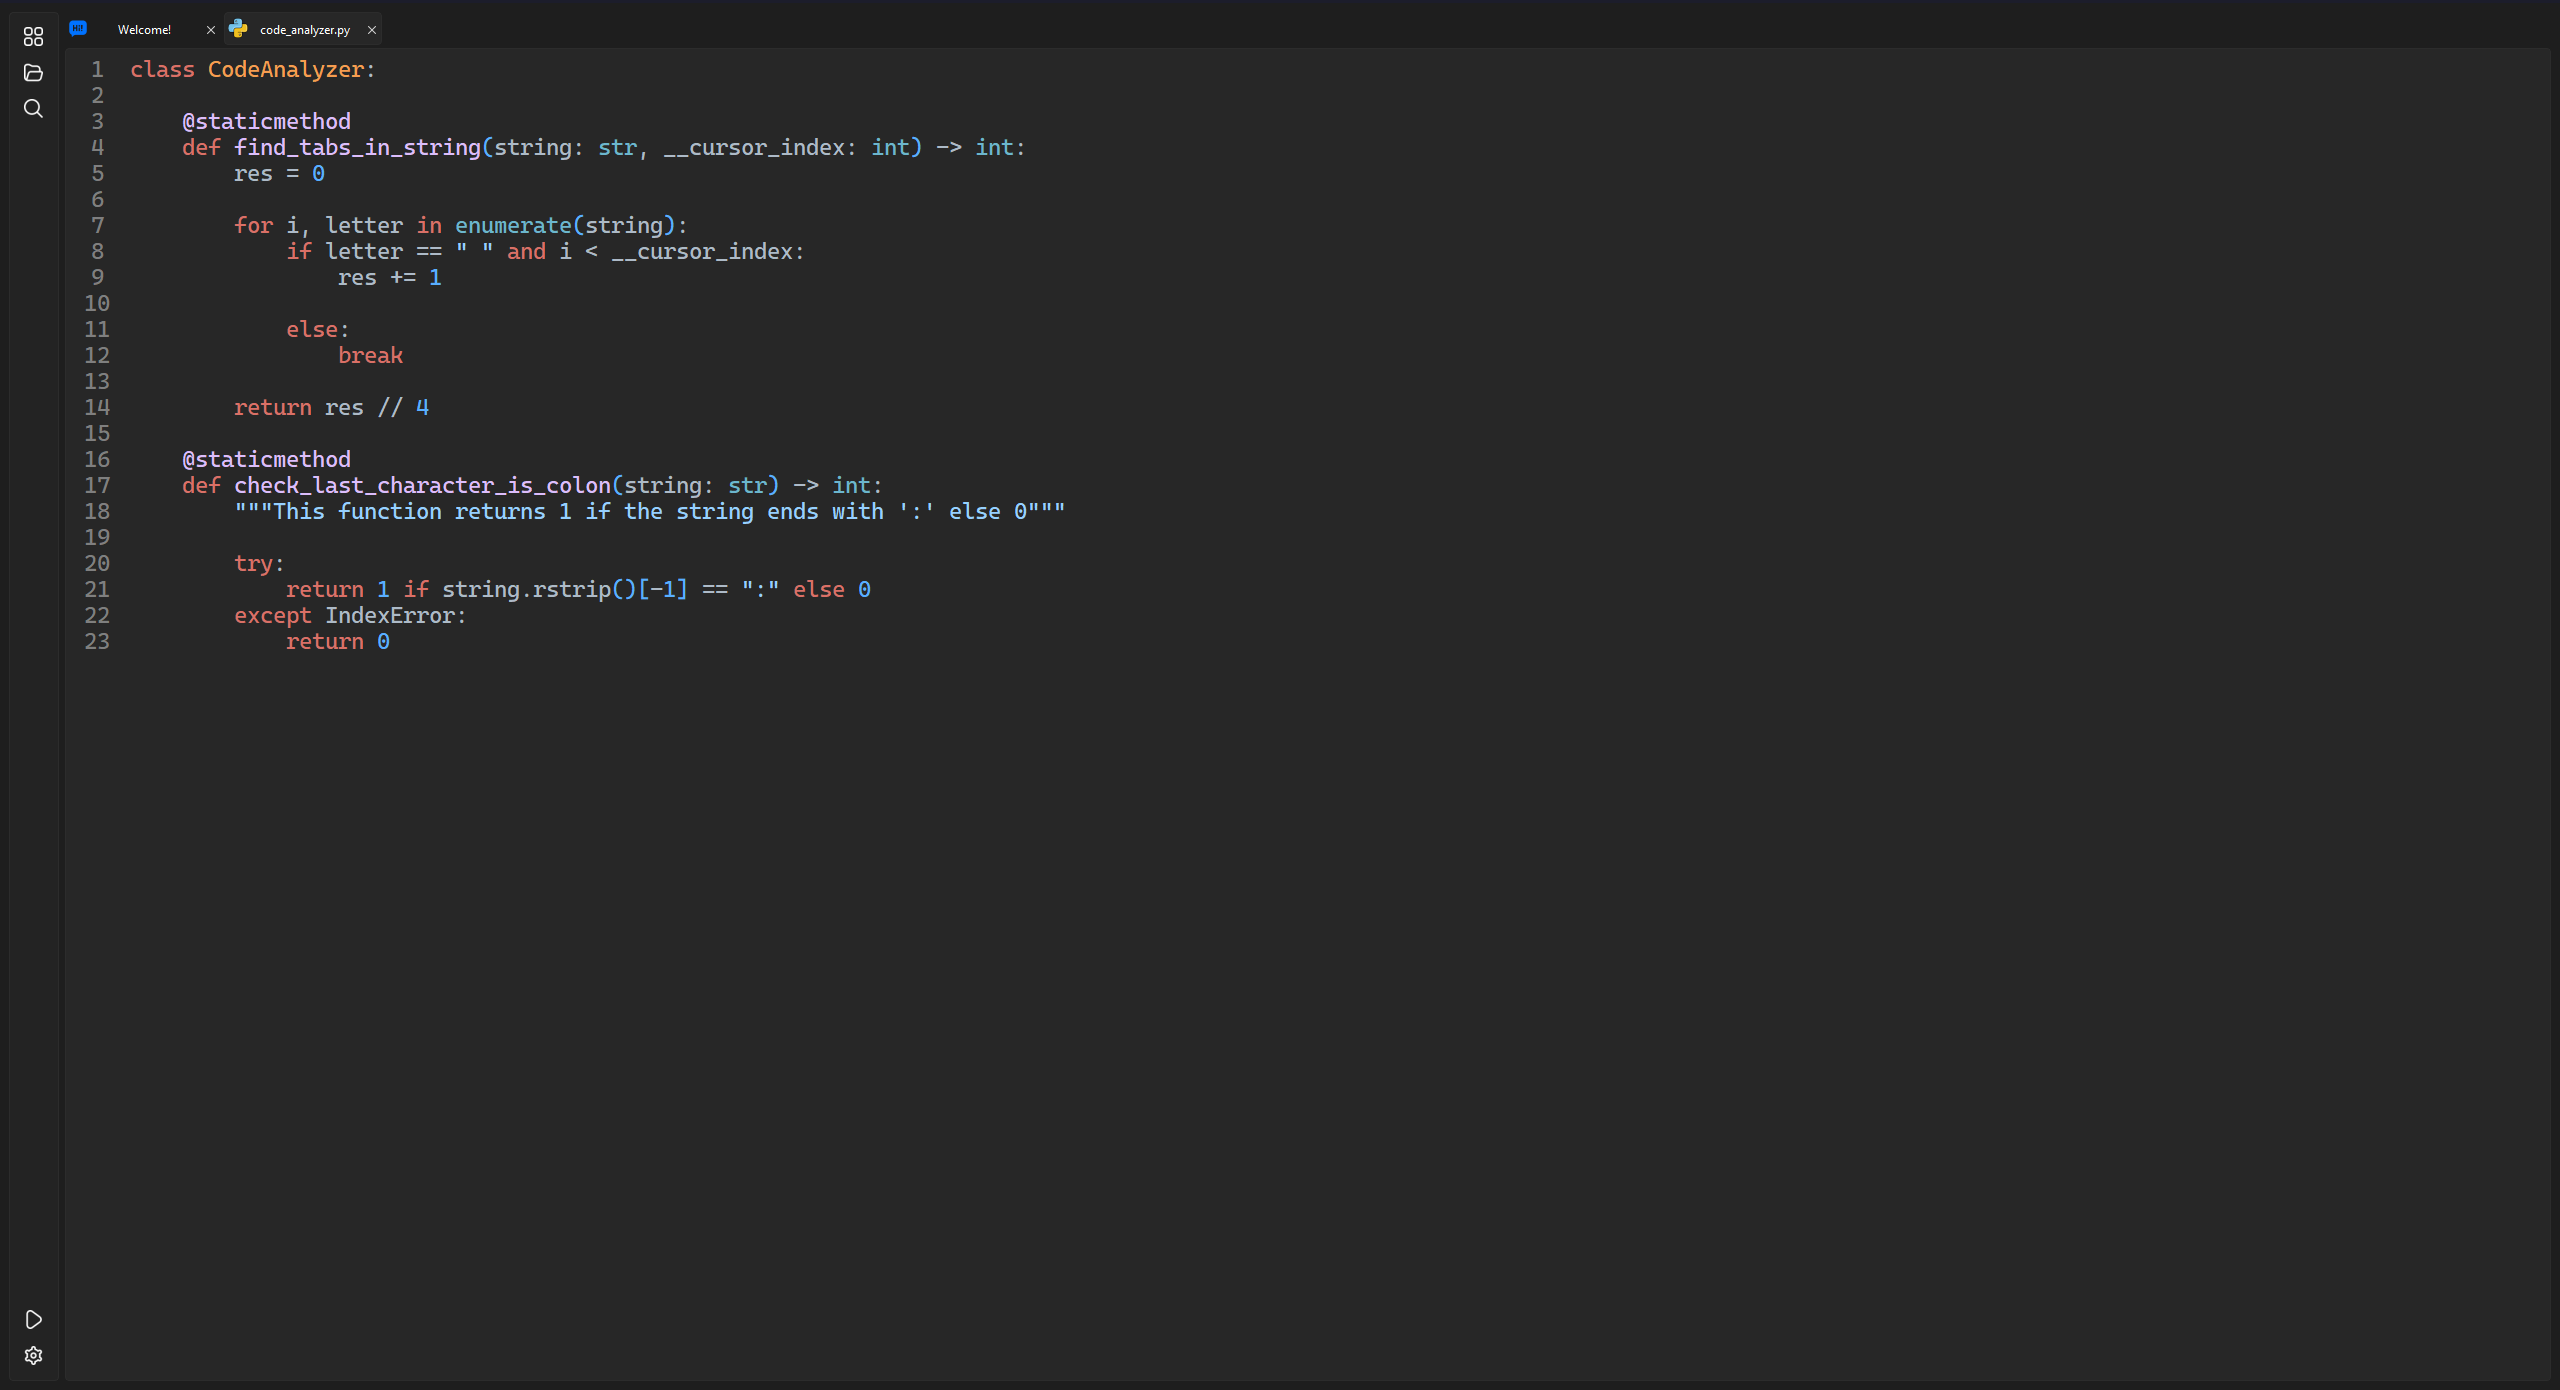 Hi! Welcome! code_analyzer.py
1 class CodeAnalyzer:
2
3     @staticmethod
4     def find_tabs_in_string(string: str, __cursor_index: int) -> int:
5         res = 0
6
7         for i, letter in enumerate(string):
8             if letter == " " and i < __cursor_index:
9                 res += 1
10
11             else:
12                 break
13
14         return res // 4
15
16     @staticmethod
17     def check_last_character_is_colon(string: str) -> int:
18         """This function returns 1 if the string ends with ':' else 0"""
19
20         try:
21             return 1 if string.rstrip()[-1] == ":" else 0
22         except IndexError:
23             return 0